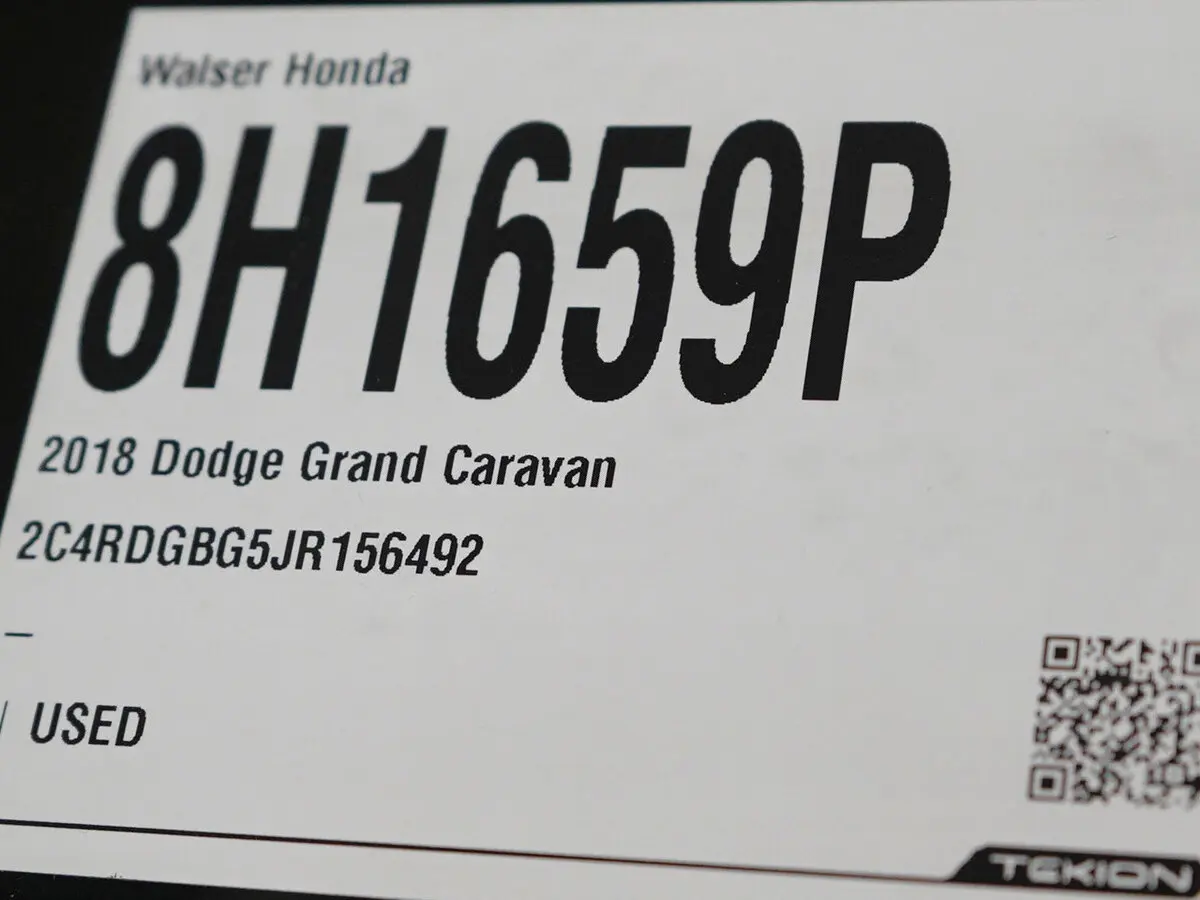 Walser Honda
8H1659P
2018 Dodge Grand Caravan
2C4RDGBG5JR156492
–
USED
TEKION